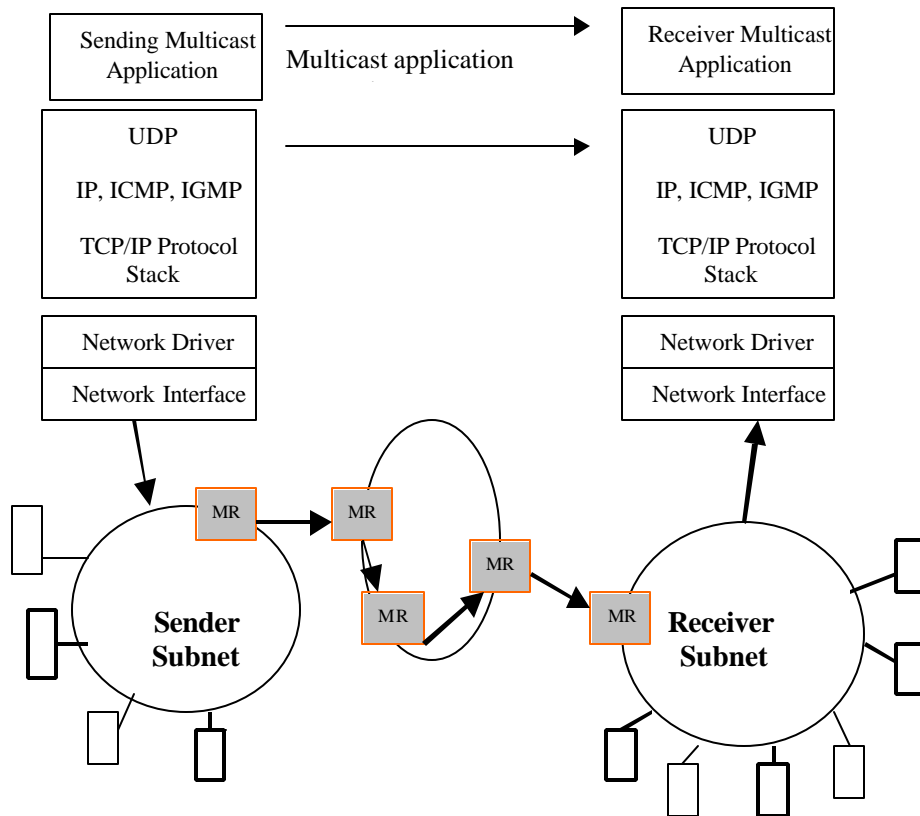 Sending Multicast
Application
Multicast application
Receiver Multicast
Application
UDP
IP, ICMP, IGMP
TCP/IP Protocol
Stack
UDP
IP, ICMP, IGMP
TCP/IP Protocol
Stack
Network Driver
Network Interface
Network Driver
Network Interface
MR
MR
MR
MR
MR
Sender
Subnet
Receiver
Subnet